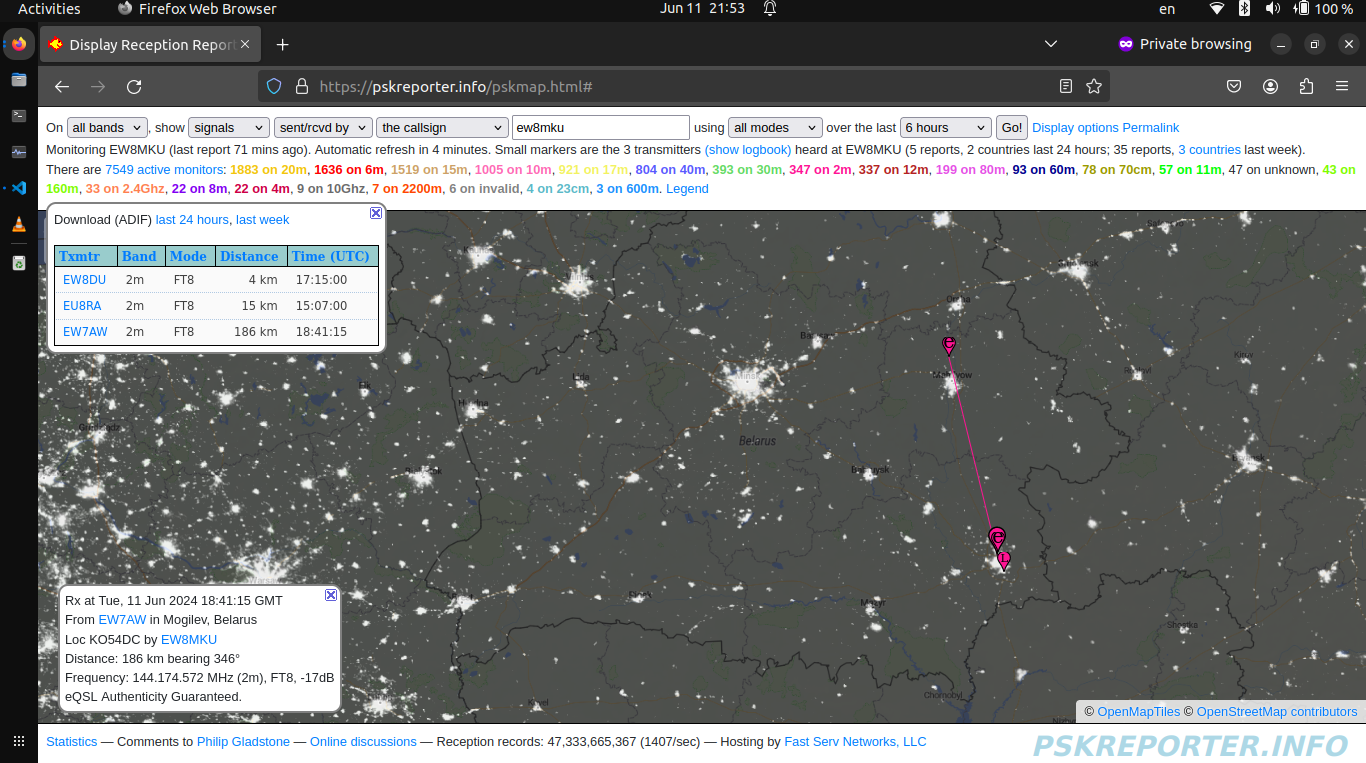 Activities Firefox Web Browser Jun 11 21:53 en 100 %
Display Reception Repor Private browsing
https://pskreporter.info/pskmap.html#
On all bands, show signals sent/rcvd by the callsign ew8mku using all modes over the last 6 hours Go! Display options Permalink
Monitoring EW8MKU (last report 71 mins ago). Automatic refresh in 4 minutes. Small markers are the 3 transmitters (show logbook) heard at EW8MKU (5 reports, 2 countries last 24 hours; 35 reports, 3 countries last week).
There are 7549 active monitors: 1883 on 20m, 1636 on 6m, 1519 on 15m, 1005 on 10m, 921 on 17m, 804 on 40m, 393 on 30m, 347 on 2m, 337 on 12m, 199 on 80m, 93 on 60m, 78 on 70cm, 57 on 11m, 47 on unknown, 43 on
160m, 33 on 2.4Ghz, 22 on 8m, 22 on 4m, 9 on 10Ghz, 7 on 2200m, 6 on invalid, 4 on 23cm, 3 on 600m. Legend
Download (ADIF) last 24 hours, last week
Txmtr Band Mode Distance Time (UTC)
EW8DU 2m FT8 4 km 17:15:00
EU8RA 2m FT8 15 km 15:07:00
EW7AW 2m FT8 186 km 18:41:15
Orsha
Kirov
Lida
Minsk
Elk
Belarus
Babruysk
Pinsk
Mazyr
Shostka
Chornobyl
Kovel
Rx at Tue, 11 Jun 2024 18:41:15 GMT
From EW7AW in Mogilev, Belarus
Loc KO54DC by EW8MKU
Distance: 186 km bearing 346°
Frequency: 144.174.572 MHz (2m), FT8, -17dB
eQSL Authenticity Guaranteed.
© OpenMapTiles © OpenStreetMap contributors
Statistics — Comments to Philip Gladstone — Online discussions — Reception records: 47,333,665,367 (1407/sec) — Hosting by Fast Serv Networks, LLC
PSKREPORTER.INFO